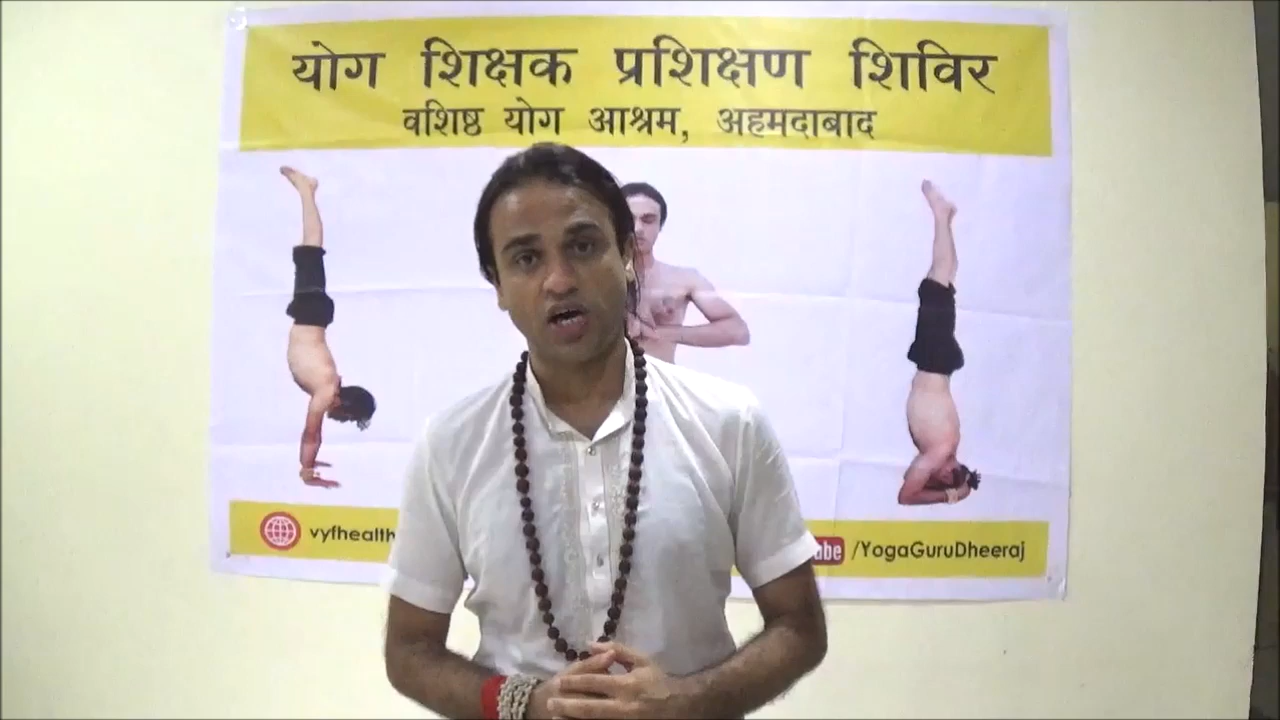 योग शिक्षक प्रशिक्षण शिविर
वशिष्ठ योग आश्रम, अहमदाबाद
vyfhealth
/YogaGuruDheeraj